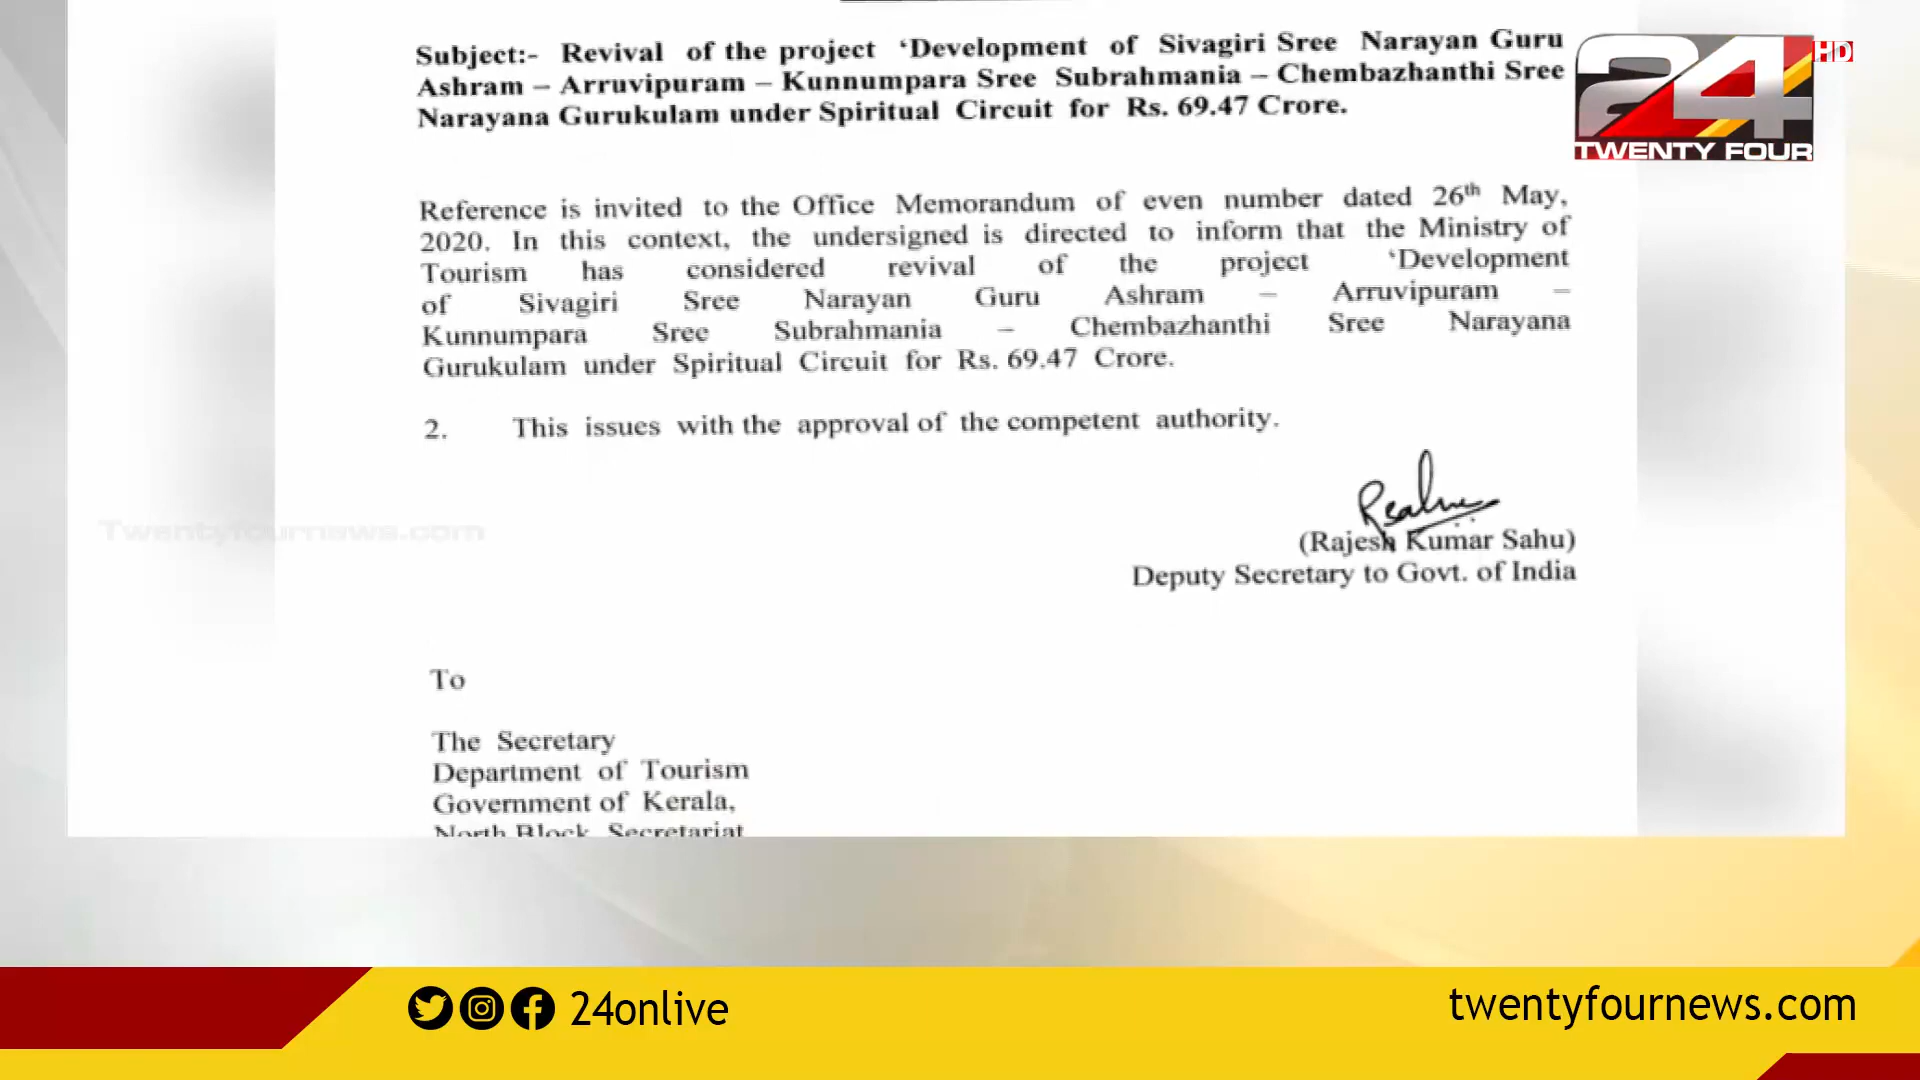 Subject:- Revival of the project ‘Development of Sivagiri Sree Narayan Guru
Ashram – Arruvipuram – Kunnumpara Sree Subrahmania – Chembazhanthi Sree
Narayana Gurukulam under Spiritual Circuit for Rs. 69.47 Crore.
24
HD
TWENTY FOUR
Reference is invited to the Office Memorandum of even number dated 26th May,
2020. In this context, the undersigned is directed to inform that the Ministry of
Tourism has considered revival of the project ‘Development
of Sivagiri Sree Narayan Guru Ashram – Arruvipuram –
Kunnumpara Sree Subrahmania – Chembazhanthi Sree Narayana
Gurukulam under Spiritual Circuit for Rs. 69.47 Crore.
2. This issues with the approval of the competent authority.
Twentyfournews.com
(Rajesh Kumar Sahu)
Deputy Secretary to Govt. of India
To
The Secretary
Department of Tourism
Government of Kerala,
North Block, Secretariat
24onlive
twentyfournews.com